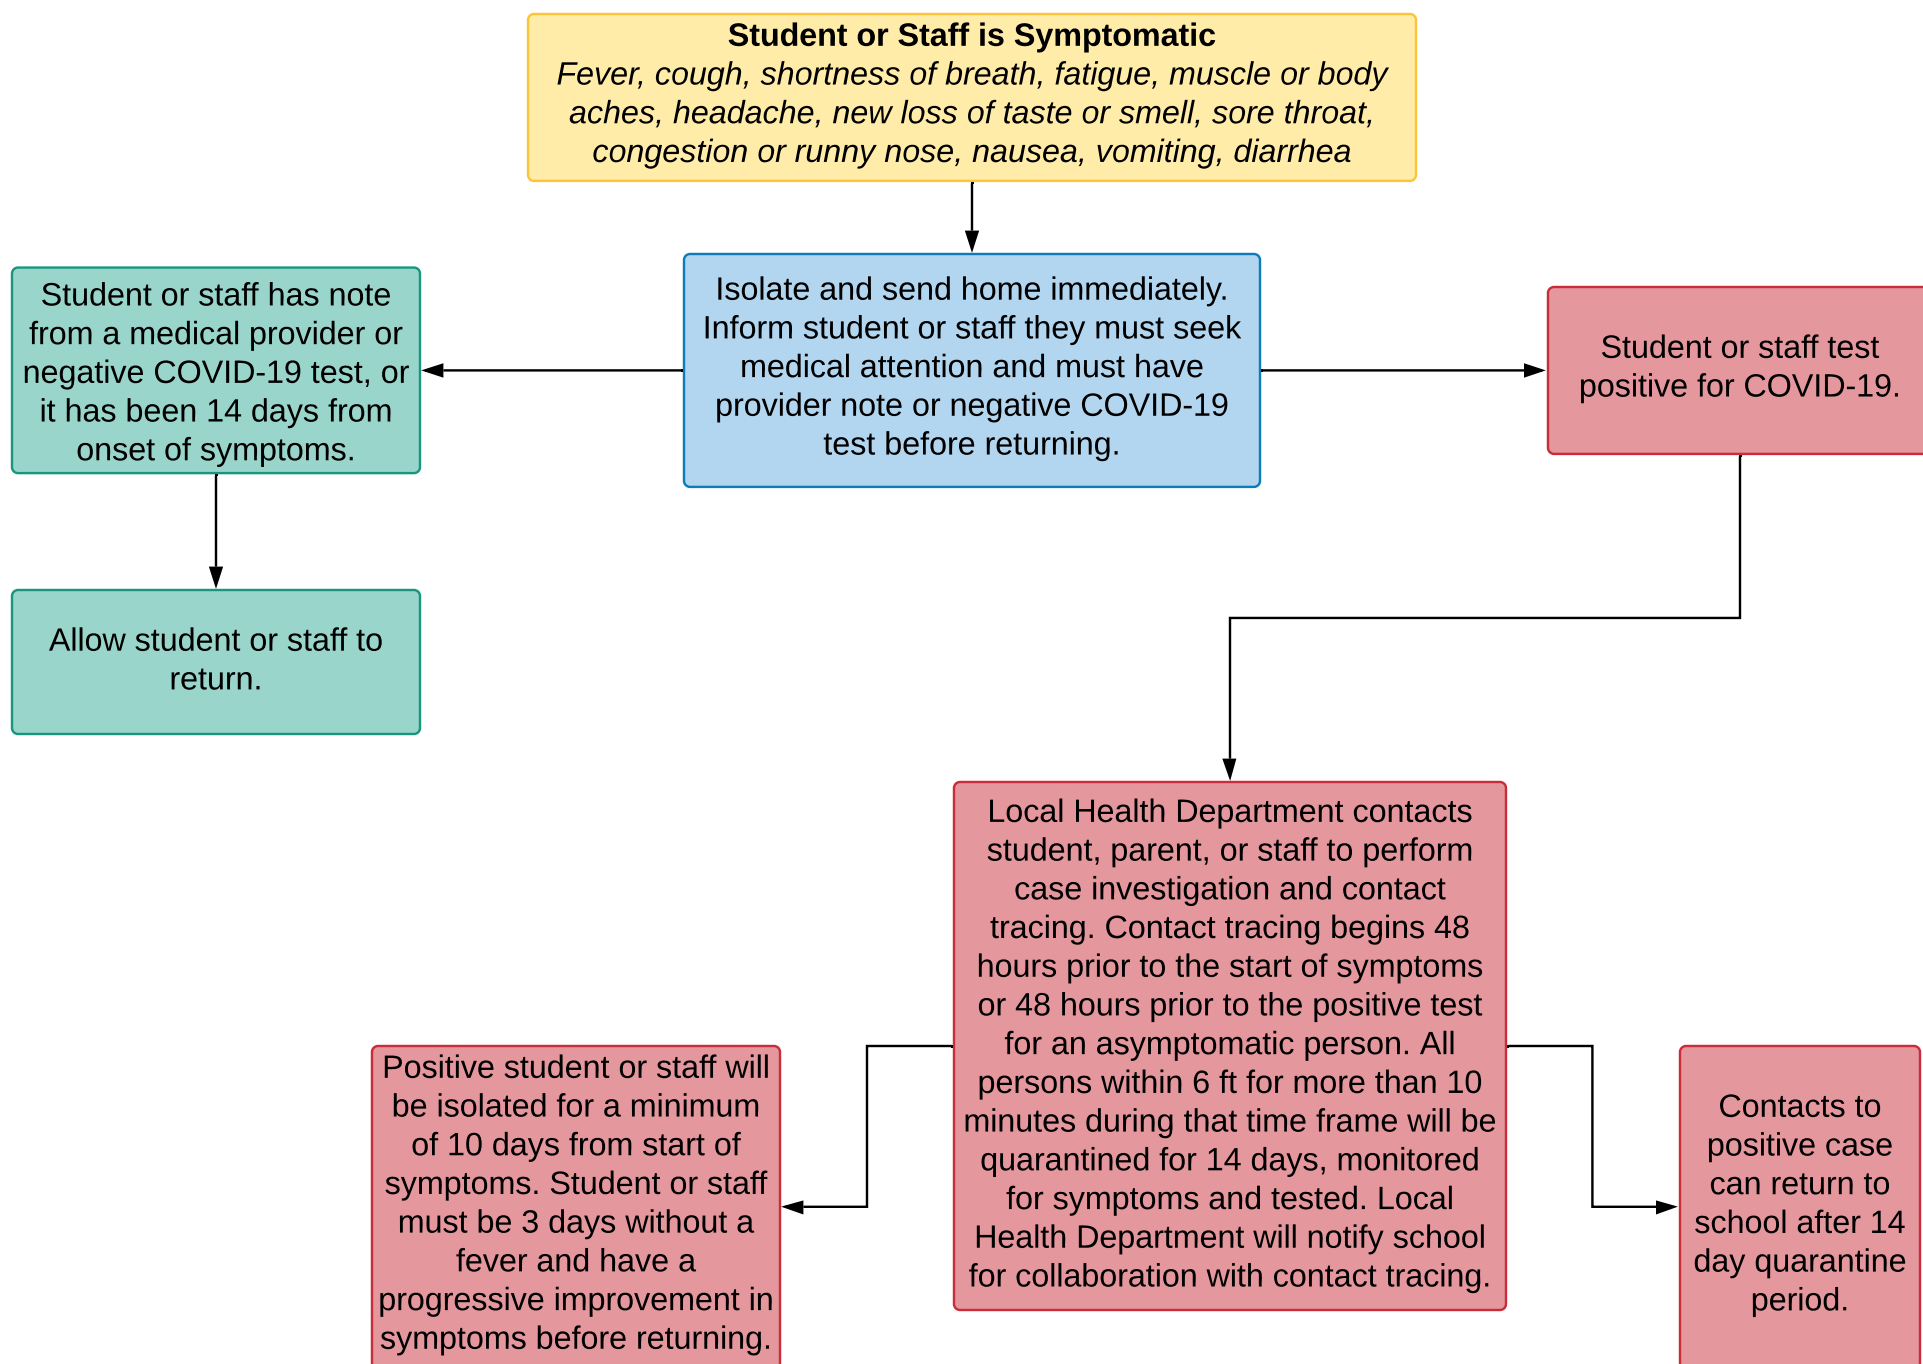 Student or Staff is Symptomatic
Fever, cough, shortness of breath, fatigue, muscle or body
aches, headache, new loss of taste or smell, sore throat,
congestion or runny nose, nausea, vomiting, diarrhea
Student or staff has note
from a medical provider or
negative COVID-19 test, or
it has been 14 days from
onset of symptoms.
Isolate and send home immediately.
Inform student or staff they must seek
medical attention and must have
provider note or negative COVID-19
test before returning.
Student or staff test
positive for COVID-19.
Allow student or staff to
return.
Local Health Department contacts
student, parent, or staff to perform
case investigation and contact
tracing. Contact tracing begins 48
hours prior to the start of symptoms
or 48 hours prior to the positive test
for an asymptomatic person. All
persons within 6 ft for more than 10
minutes during that time frame will be
quarantined for 14 days, monitored
for symptoms and tested. Local
Health Department will notify school
for collaboration with contact tracing.
Positive student or staff will
be isolated for a minimum
of 10 days from start of
symptoms. Student or staff
must be 3 days without a
fever and have a
progressive improvement in
symptoms before returning.
Contacts to
positive case
can return to
school after 14
day quarantine
period.